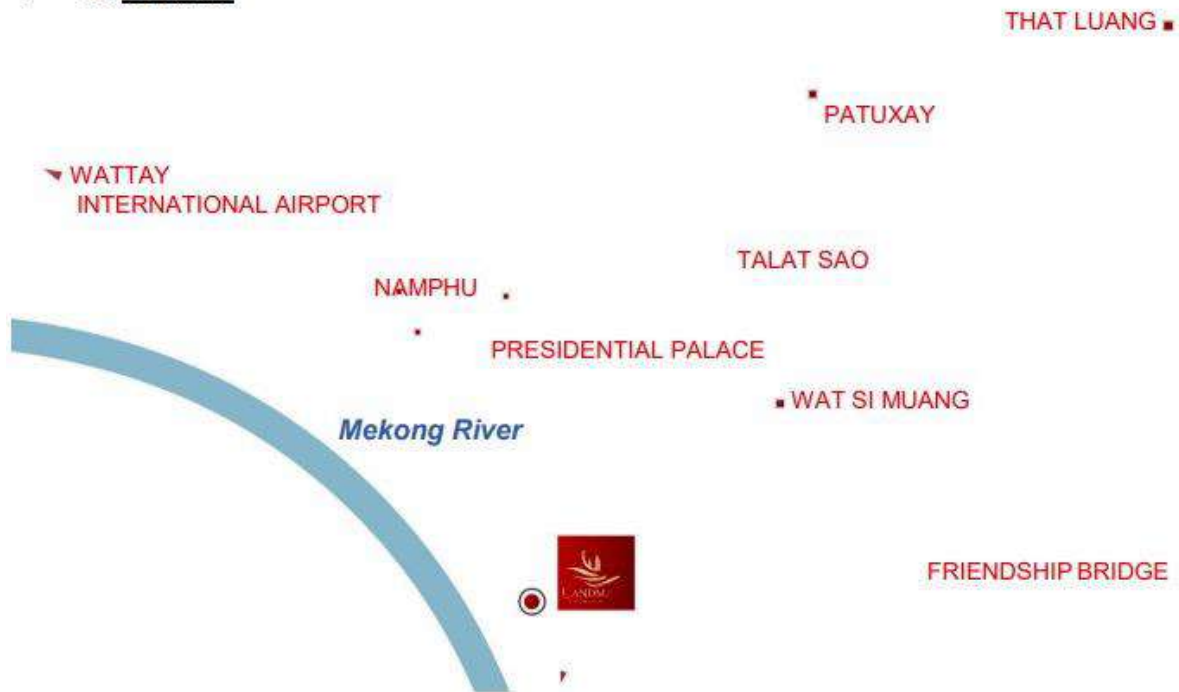 THAT LUANG
PATUXAY
WATTAY
INTERNATIONAL AIRPORT
TALAT SAO
NAMPHU
PRESIDENTIAL PALACE
WAT SI MUANG
Mekong River
FRIENDSHIP BRIDGE